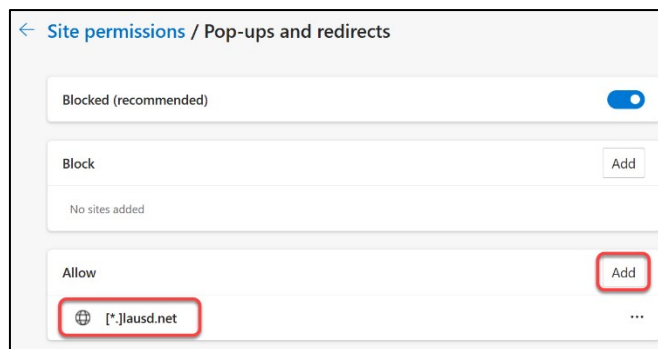 Site permissions / Pop-ups and redirects
Blocked (recommended)
Block Add
No sites added
Allow Add
[*.]lausd.net